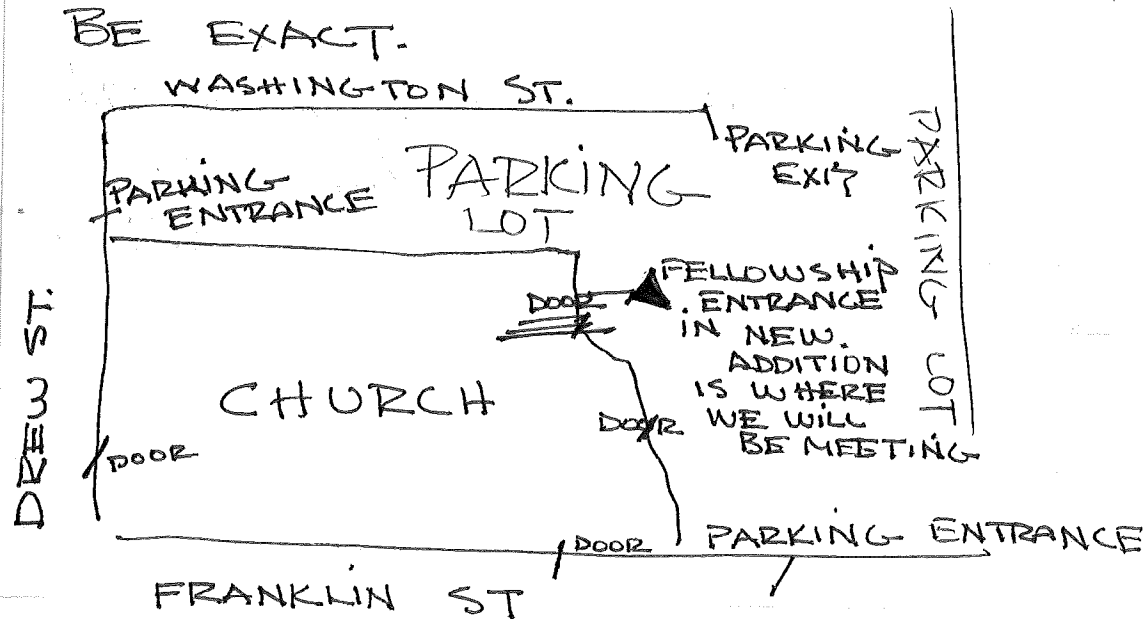 BE EXACT.
WASHINGTON ST.
PARKING
EXIT
PARKING LOT
PARKING
ENTRANCE
PARKING
LOT
FELLOWSHIP
ENTRANCE
IN NEW.
ADDITION
IS WHERE
WE WILL
BE MEETING
DOOR
DREW ST.
CHURCH
DOOR
DOOR
DOOR
PARKING ENTRANCE
FRANKLIN ST